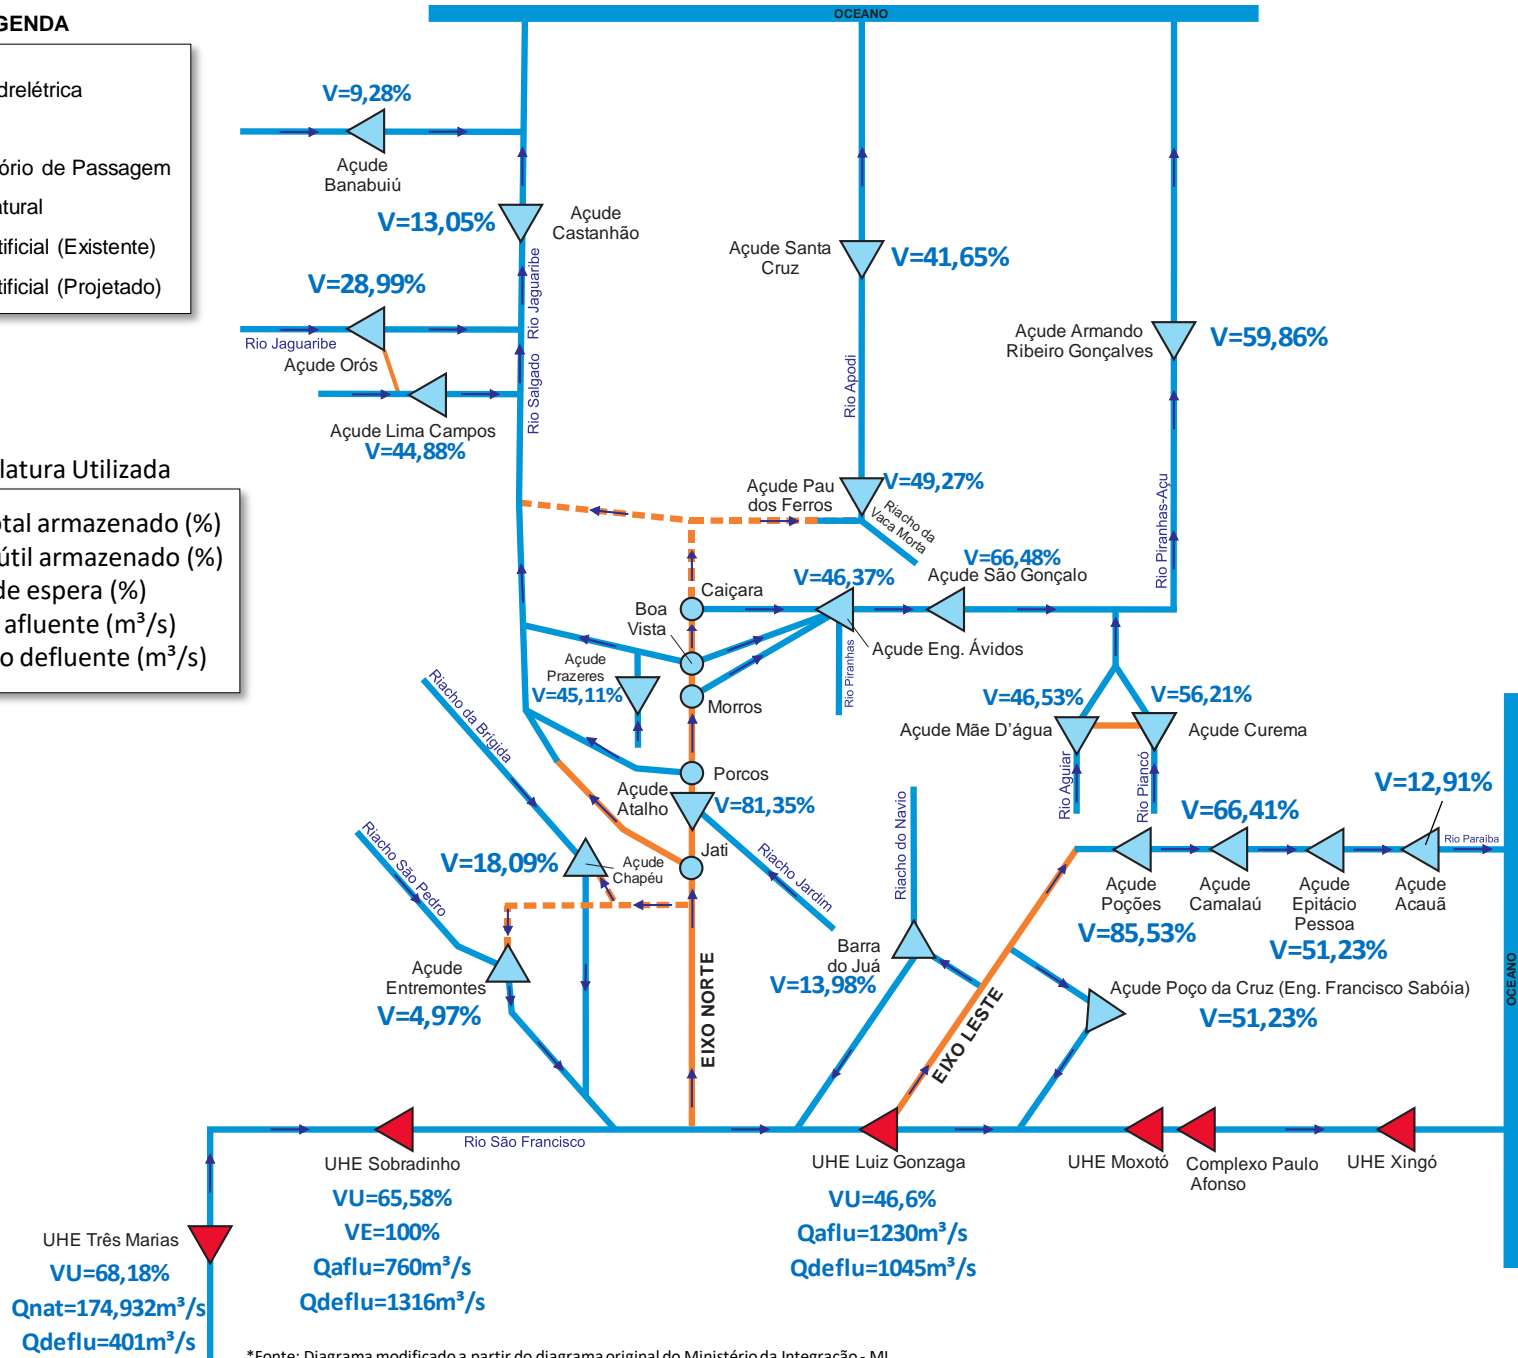 OCEANO
GENDA
drelétrica
ório de Passagem
atural
tificial (Existente)
tificial (Projetado)
V=9,28%
Açude
Banabuiú
V=13,05%
Açude
Castanhão
V=28,99%
Rio Jaguaribe
Açude Orós
Rio Jaguaribe
Rio Salgado
Açude Lima Campos
V=44,88%
Açude Santa
Cruz
V=41,65%
Rio Apodi
Açude Armando
Ribeiro Gonçalves
V=59,86%
Rio Piranhas-Açu
latura Utilizada
otal armazenado (%)
útil armazenado (%)
de espera (%)
afluente (m³/s)
o defluente (m³/s)
Açude Pau
dos Ferros
V=49,27%
Riacho da
Vaca Morta
V=66,48%
Açude São Gonçalo
V=46,37%
Caiçara
Boa
Vista
Açude Eng. Ávidos
Rio Piranhas
Açude
Prazeres
V=45,11%
Morros
Riacho da Brígida
V=46,53%
V=56,21%
Açude Mãe D'água
Açude Curema
Rio Aguiar
Rio Piancó
Porcos
Açude
Atalho
V=81,35%
Jati
Riacho Jardim
Riacho São Pedro
V=18,09%
Açude
Chapéu
Riacho do Navio
V=12,91%
V=66,41%
Rio Paraíba
Açude
Poções
Açude
Camalaú
Açude
Epitácio
Pessoa
Açude
Acauã
V=85,53%
V=51,23%
Açude
Entremontes
V=4,97%
EIXO NORTE
Barra
do Juá
V=13,98%
EIXO LESTE
Açude Poço da Cruz (Eng. Francisco Sabóia)
V=51,23%
OCEANO
Rio São Francisco
UHE Sobradinho
VU=65,58%
VE=100%
Qaflu=760m³/s
Qdeflu=1316m³/s
UHE Luiz Gonzaga
VU=46,6%
Qaflu=1230m³/s
Qdeflu=1045m³/s
UHE Moxotó
Complexo Paulo
Afonso
UHE Xingó
UHE Três Marias
VU=68,18%
Qnat=174,932m³/s
Qdeflu=401m³/s
*Fonte: Diagrama modificado a partir do diagrama original do Ministério da Integração - MI